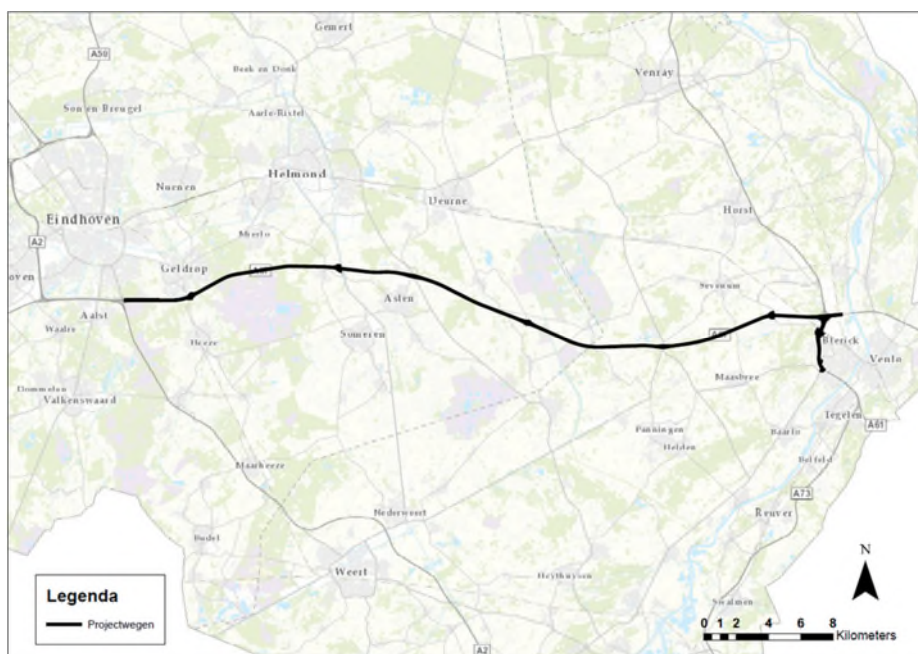 Gemert
A50
Beek en Donk
Venray
Son en Breugel
Aarle-Rixtel
Helmond
Nuenen
Deurne
Eindhoven
Horst
A2
Mierlo
oven
Geldrop
Sevenum
Asten
Aalst
Waalre
Someren
Blerick
Heeze
Venlo
Maasbree
Dommelen
Valkenswaard
Tegelen
A61
Panningen
Baarlo
Helden
Maarheeze
Belfeld
A73
Nederweert
Reuver
Budel
Weert
Heythuysen
Swalmen
A2
N
Legenda
Projectwegen
0 1 2 4 6 8
Kilometers